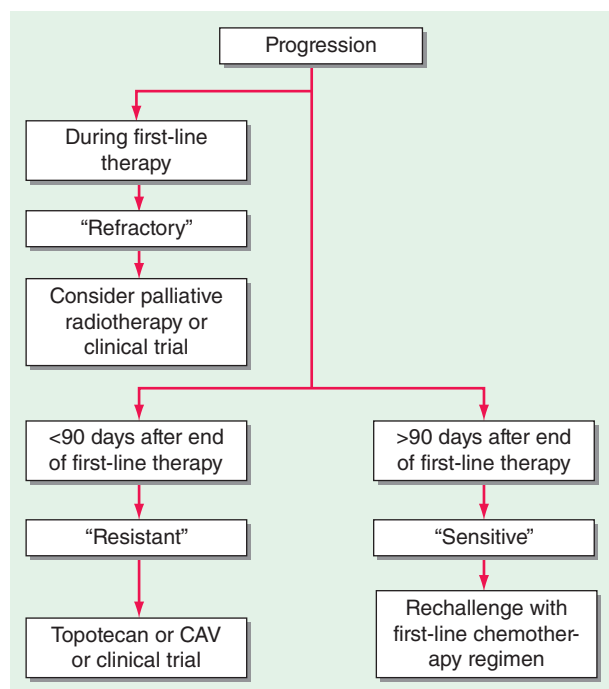 Progression
During first-line
therapy
“Refractory”
Consider palliative
radiotherapy or
clinical trial
<90 days after end
of first-line therapy
“Resistant”
Topotecan or CAV
or clinical trial
>90 days after end
of first-line therapy
“Sensitive”
Rechallenge with
first-line chemother-
apy regimen